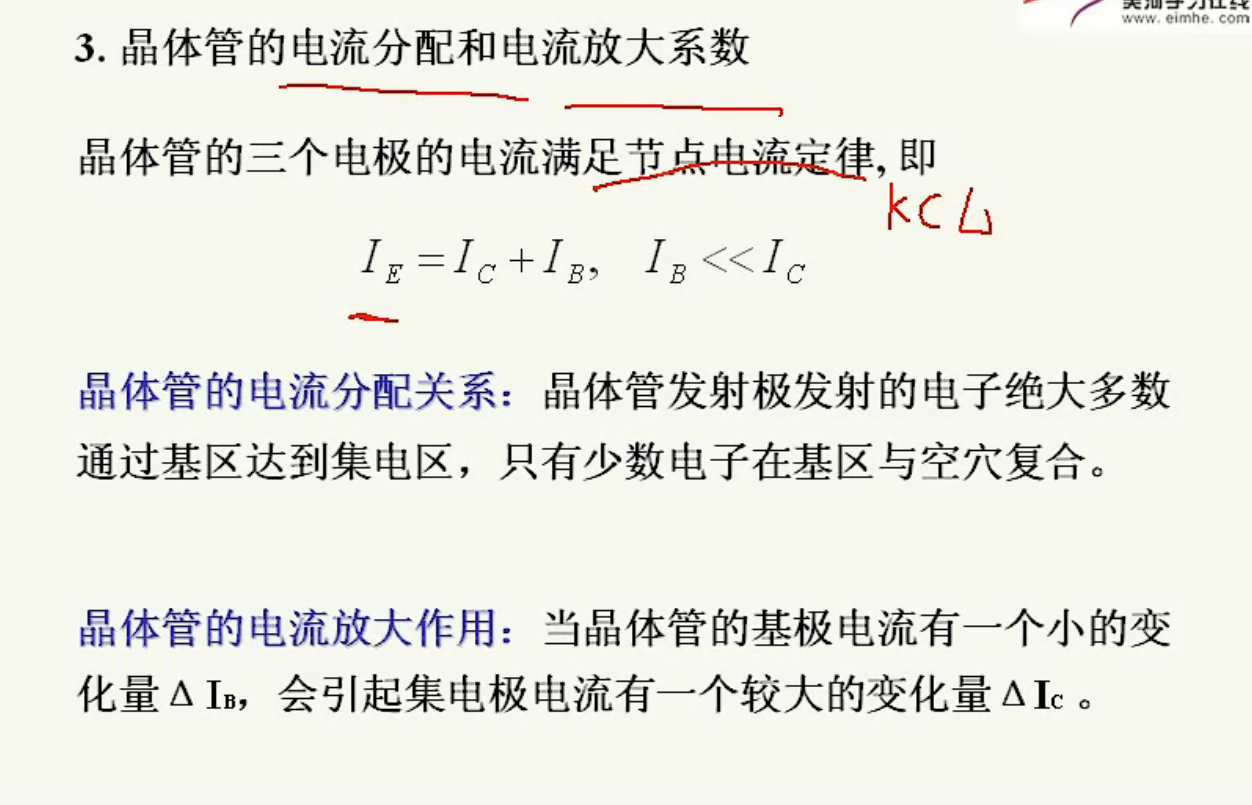 www.eimhe.com
3. 晶体管的电流分配和电流放大系数
晶体管的三个电极的电流满足节点电流定律, 即
KCL
I_E = I_C + I_B,   I_B << I_C
晶体管的电流分配关系：晶体管发射极发射的电子绝大多数
通过基区达到集电区，只有少数电子在基区与空穴复合。
晶体管的电流放大作用：当晶体管的基极电流有一个小的变
化量 Δ I_B，会引起集电极电流有一个较大的变化量 Δ I_C 。